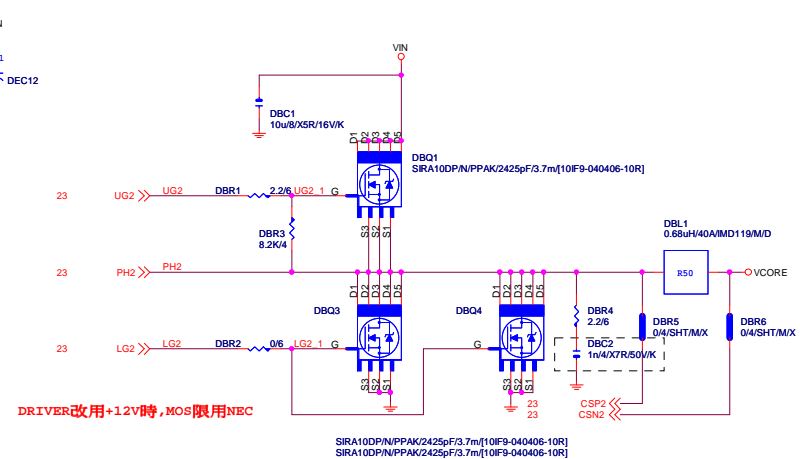 N
1
DEC12
VIN
DBC1
10u/8/X5R/16V/K
D1
D2
D3
D4
D5
DBQ1
SIRA10DP/N/PPAK/2425pF/3.7m/[10IF9-040406-10R]
23
UG2
UG2
DBR1
2.2/6
UG2_1
G
S3
S2
S1
DBR3
8.2K/4
DBL1
0.68uH/40A/IMD119/M/D
R50
VCORE
23
PH2
PH2
D1
D2
D3
D4
D5
D1
D2
D3
D4
D5
DBQ3
DBQ4
DBR4
2.2/6
DBR5
0/4/SHT/M/X
DBR6
0/4/SHT/M/X
23
LG2
LG2
DBR2
0/6
LG2_1
G
G
DBC2
1n/4/X7R/50V/K
S3
S2
S1
S3
S2
S1
23
CSP2
23
CSN2
DRIVER改用+12V時,MOS限用NEC
SIRA10DP/N/PPAK/2425pF/3.7m/[10IF9-040406-10R]
SIRA10DP/N/PPAK/2425pF/3.7m/[10IF9-040406-10R]